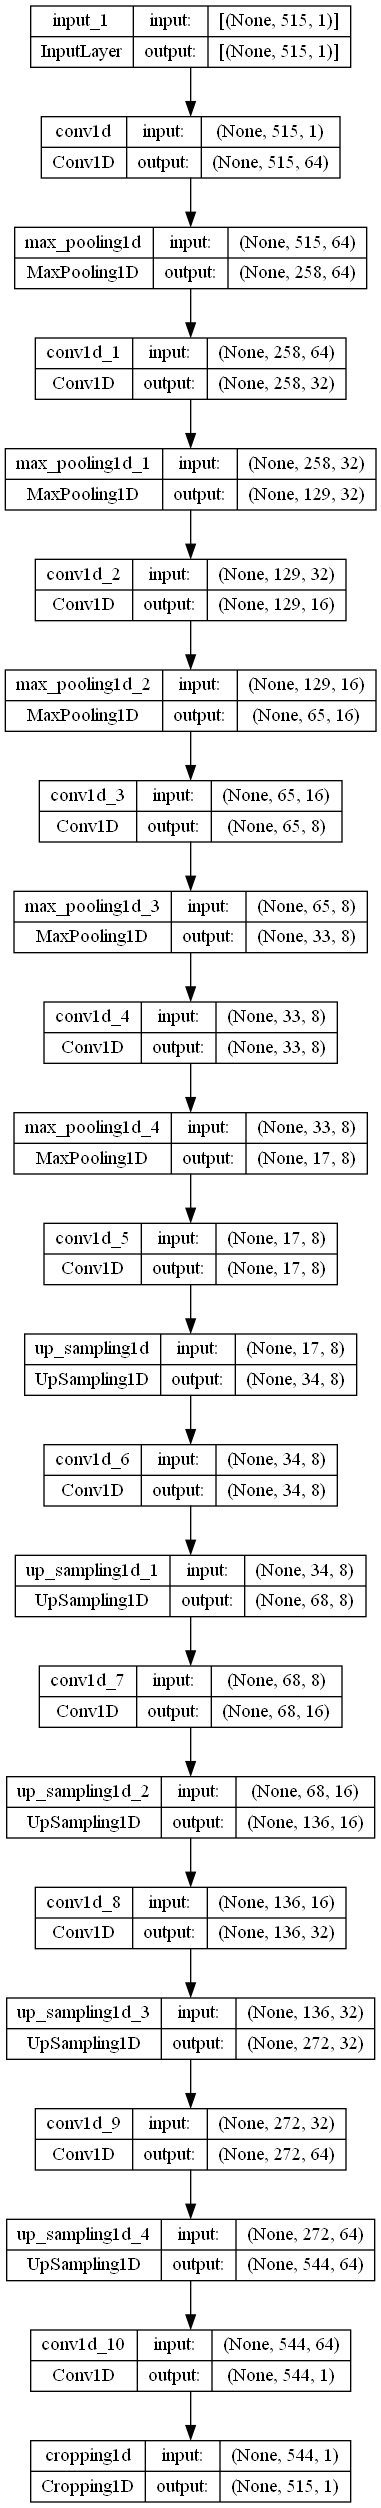 input_1 input: [(None, 515, 1)]
InputLayer output: [(None, 515, 1)]
conv1d input: (None, 515, 1)
Conv1D output: (None, 515, 64)
max_pooling1d input: (None, 515, 64)
MaxPooling1D output: (None, 258, 64)
conv1d_1 input: (None, 258, 64)
Conv1D output: (None, 258, 32)
max_pooling1d_1 input: (None, 258, 32)
MaxPooling1D output: (None, 129, 32)
conv1d_2 input: (None, 129, 32)
Conv1D output: (None, 129, 16)
max_pooling1d_2 input: (None, 129, 16)
MaxPooling1D output: (None, 65, 16)
conv1d_3 input: (None, 65, 16)
Conv1D output: (None, 65, 8)
max_pooling1d_3 input: (None, 65, 8)
MaxPooling1D output: (None, 33, 8)
conv1d_4 input: (None, 33, 8)
Conv1D output: (None, 33, 8)
max_pooling1d_4 input: (None, 33, 8)
MaxPooling1D output: (None, 17, 8)
conv1d_5 input: (None, 17, 8)
Conv1D output: (None, 17, 8)
up_sampling1d input: (None, 17, 8)
UpSampling1D output: (None, 34, 8)
conv1d_6 input: (None, 34, 8)
Conv1D output: (None, 34, 8)
up_sampling1d_1 input: (None, 34, 8)
UpSampling1D output: (None, 68, 8)
conv1d_7 input: (None, 68, 8)
Conv1D output: (None, 68, 16)
up_sampling1d_2 input: (None, 68, 16)
UpSampling1D output: (None, 136, 16)
conv1d_8 input: (None, 136, 16)
Conv1D output: (None, 136, 32)
up_sampling1d_3 input: (None, 136, 32)
UpSampling1D output: (None, 272, 32)
conv1d_9 input: (None, 272, 32)
Conv1D output: (None, 272, 64)
up_sampling1d_4 input: (None, 272, 64)
UpSampling1D output: (None, 544, 64)
conv1d_10 input: (None, 544, 64)
Conv1D output: (None, 544, 1)
cropping1d input: (None, 544, 1)
Cropping1D output: (None, 515, 1)